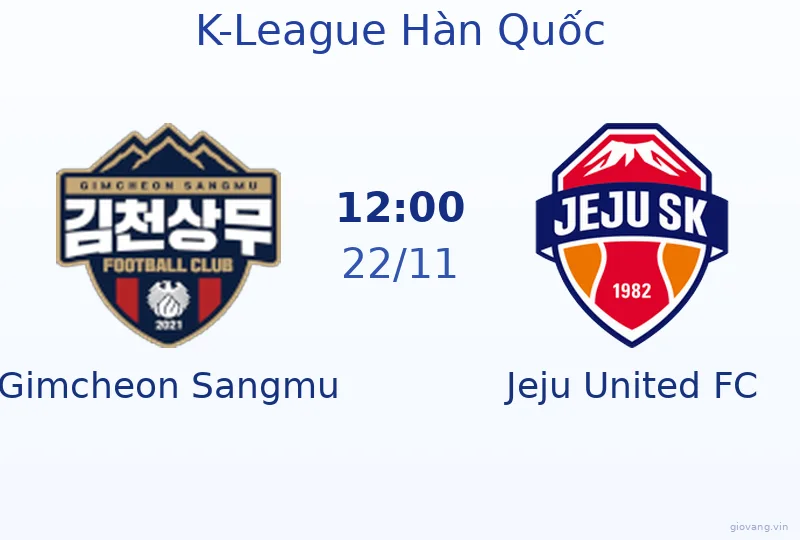 K-League Hàn Quốc
GIMCHEON SANGMU
김천상무
FOOTBALL CLUB
2021
12:00
22/11
JEJU SK
1982
Gimcheon Sangmu
Jeju United FC
giovang.vin